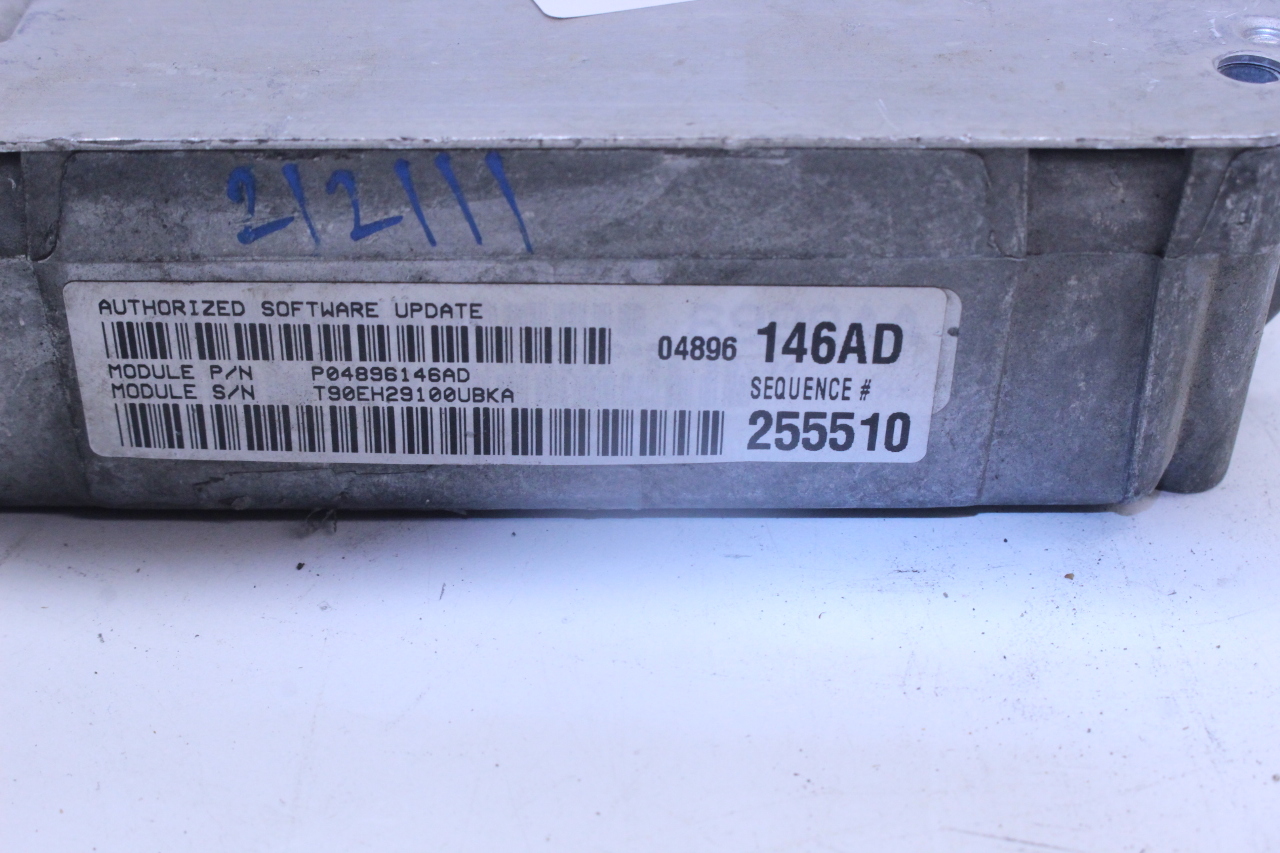 2/2/11
AUTHORIZED SOFTWARE UPDATE
04896 146AD
MODULE P/N P04896146AD
MODULE S/N T90EH29100UBKA
SEQUENCE #
255510